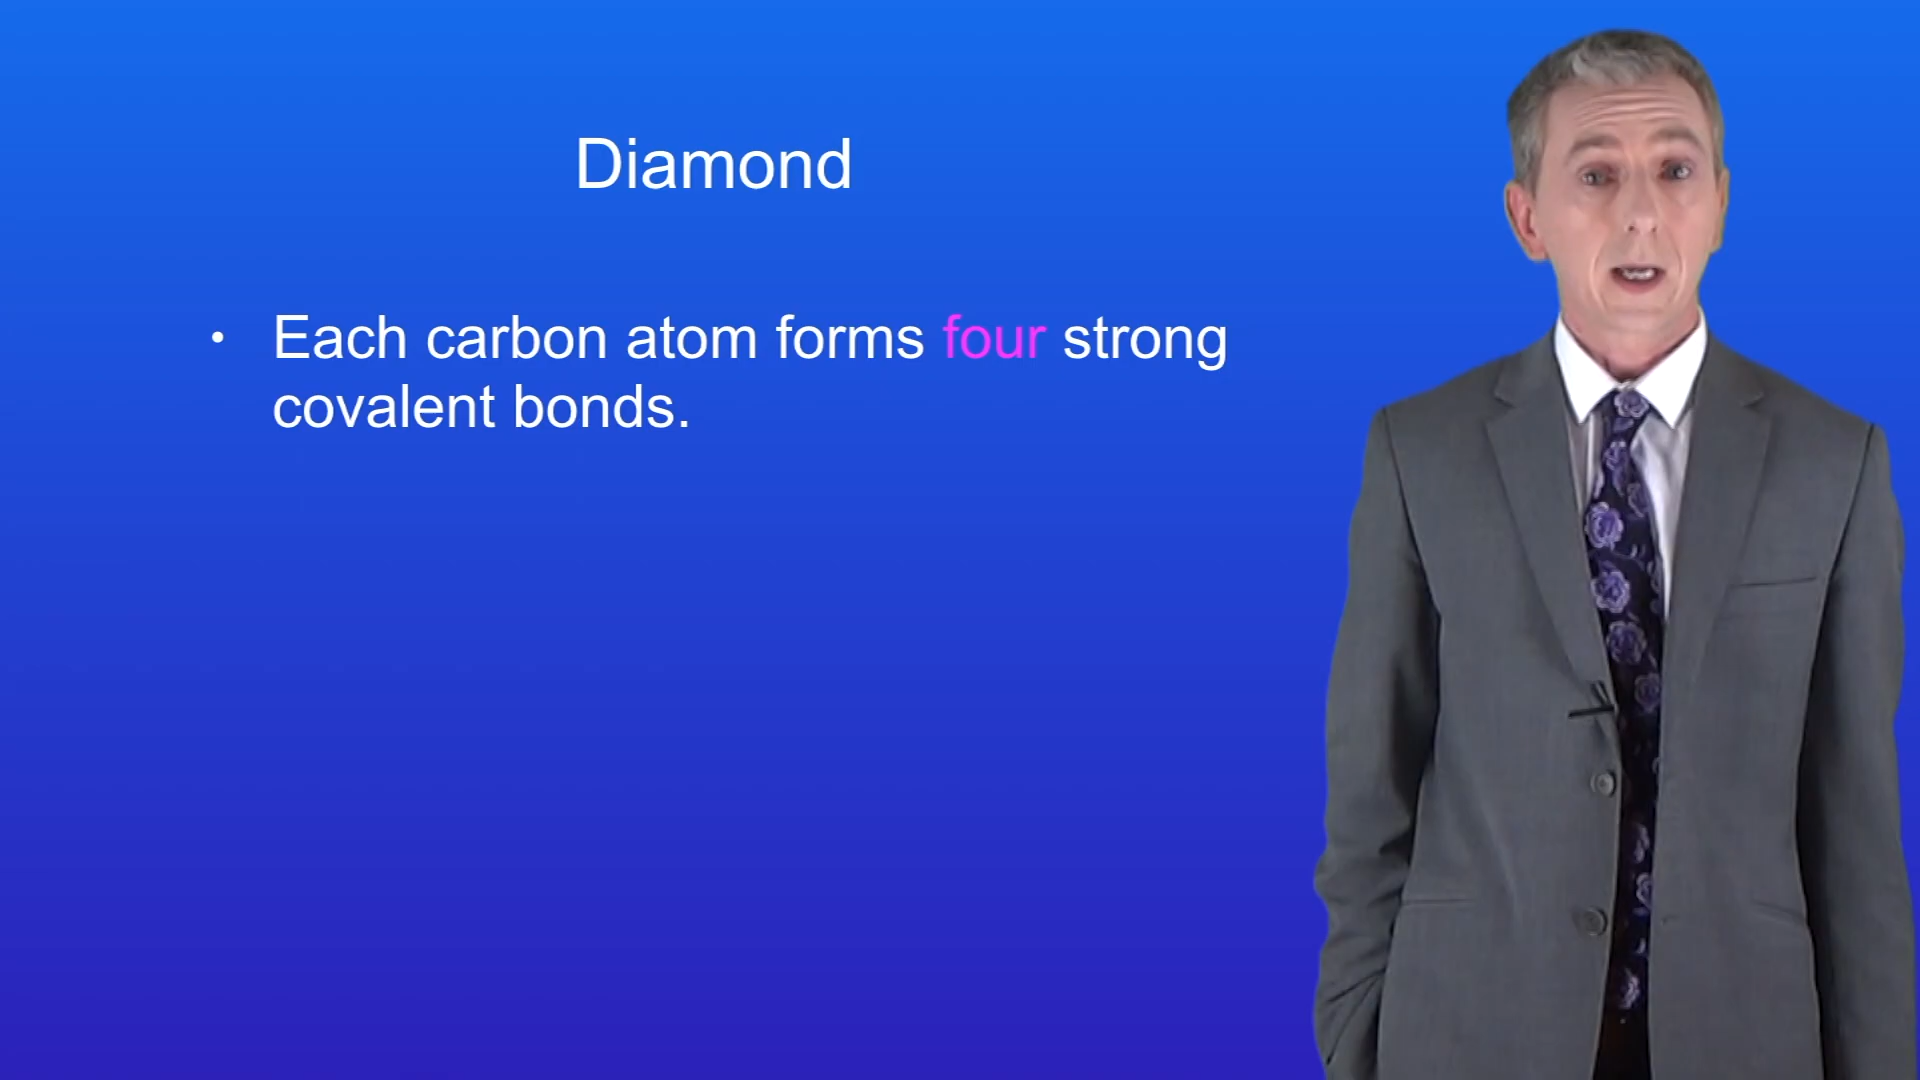 Diamond
• Each carbon atom forms four strong
covalent bonds.